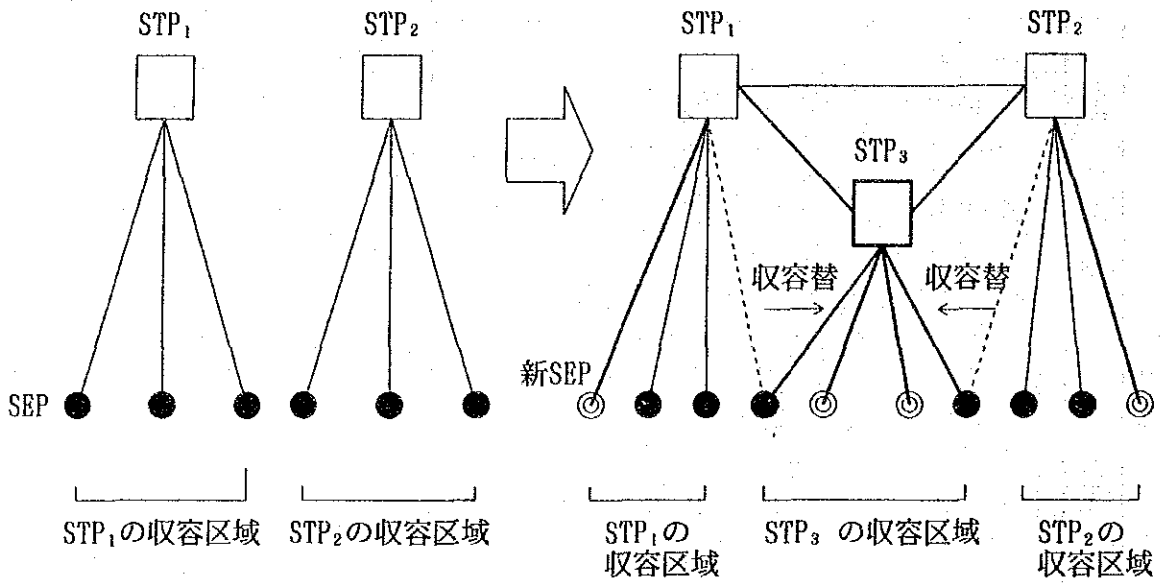 STP₁
STP₂
STP₁
STP₂
STP₃
収容替
収容替
新SEP
SEP
STP₁の収容区域
STP₂の収容区域
STP₁の
収容区域
STP₃ の収容区域
STP₂の
収容区域